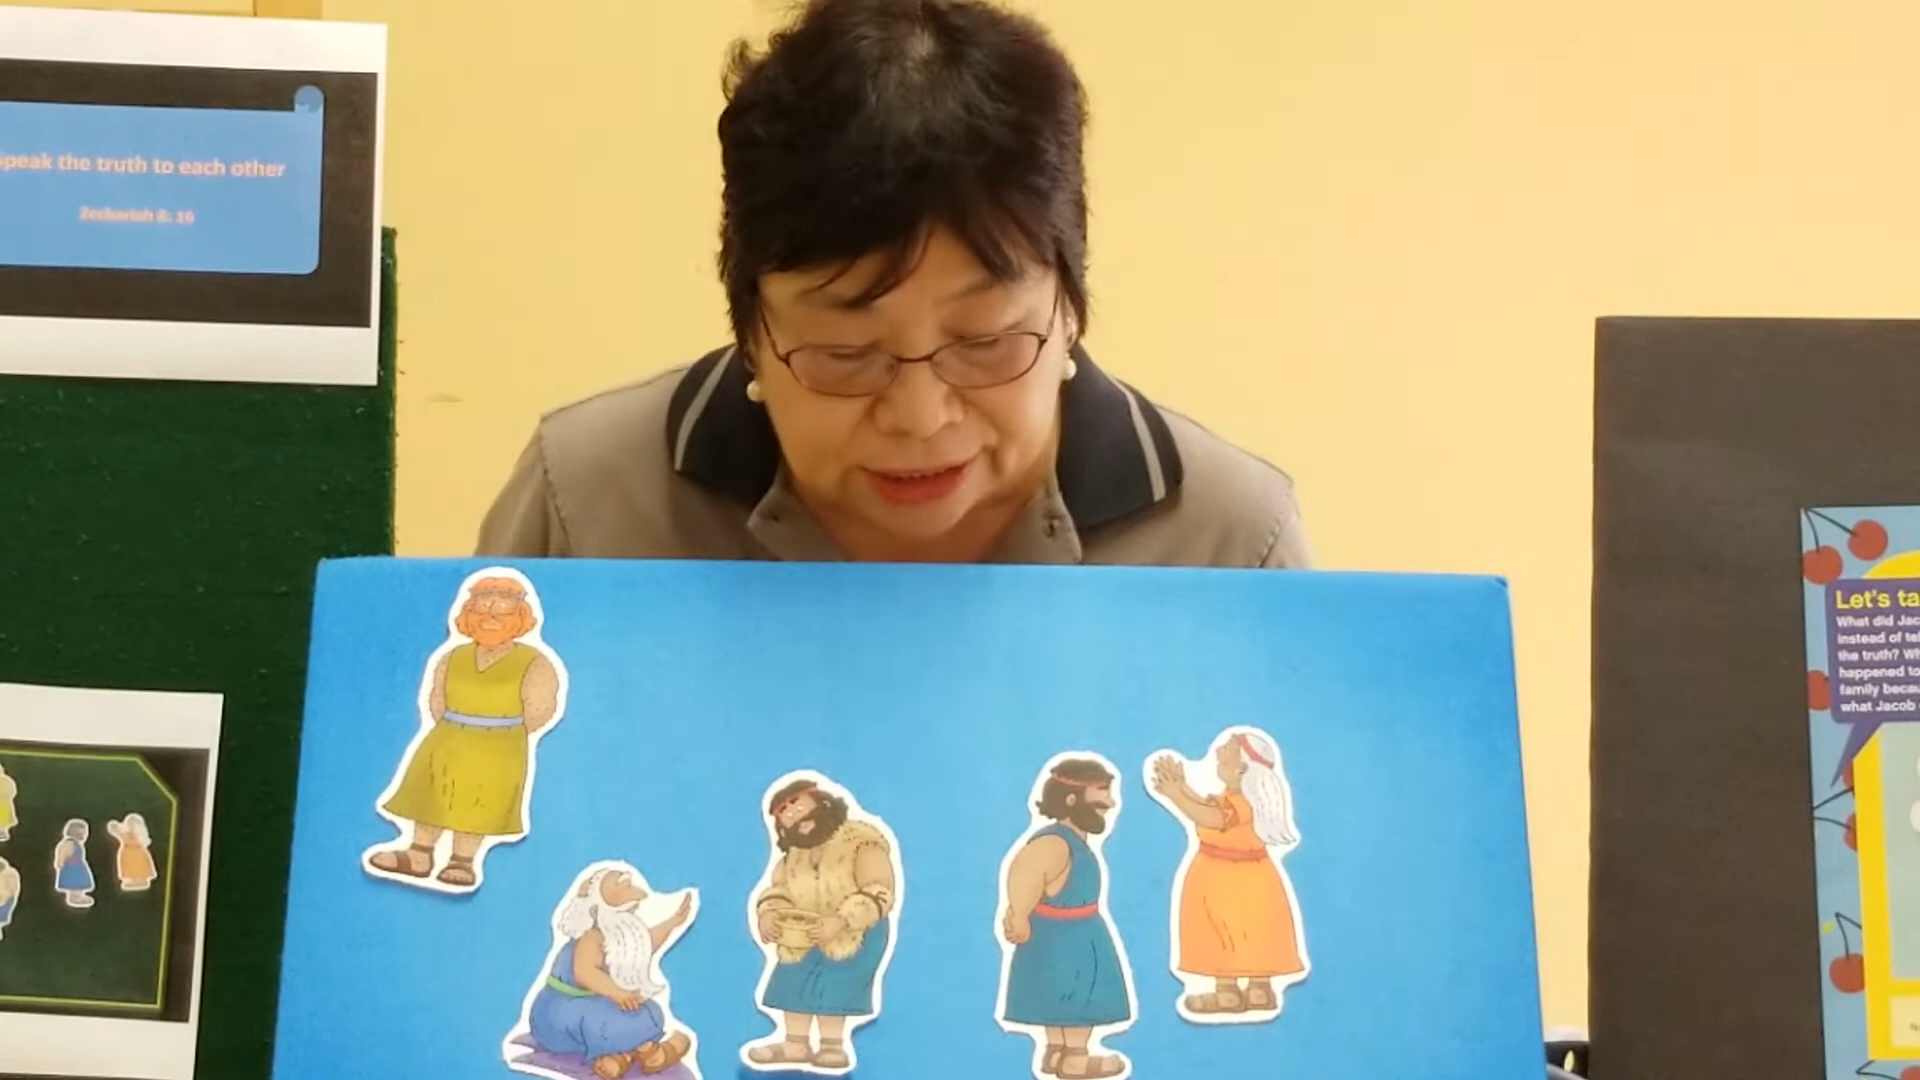 speak the truth to each other
Zechariah 8: 16
Let's ta
What did Jac
instead of te
the truth? Wh
happened to
family becau
what Jacob